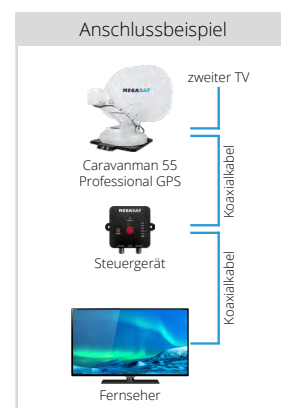 Anschlussbeispiel
zweiter TV
MEGASAT
Caravanman 55
Professional GPS
Koaxialkabel
MEGASAT
Steuergerät
Koaxialkabel
Fernseher